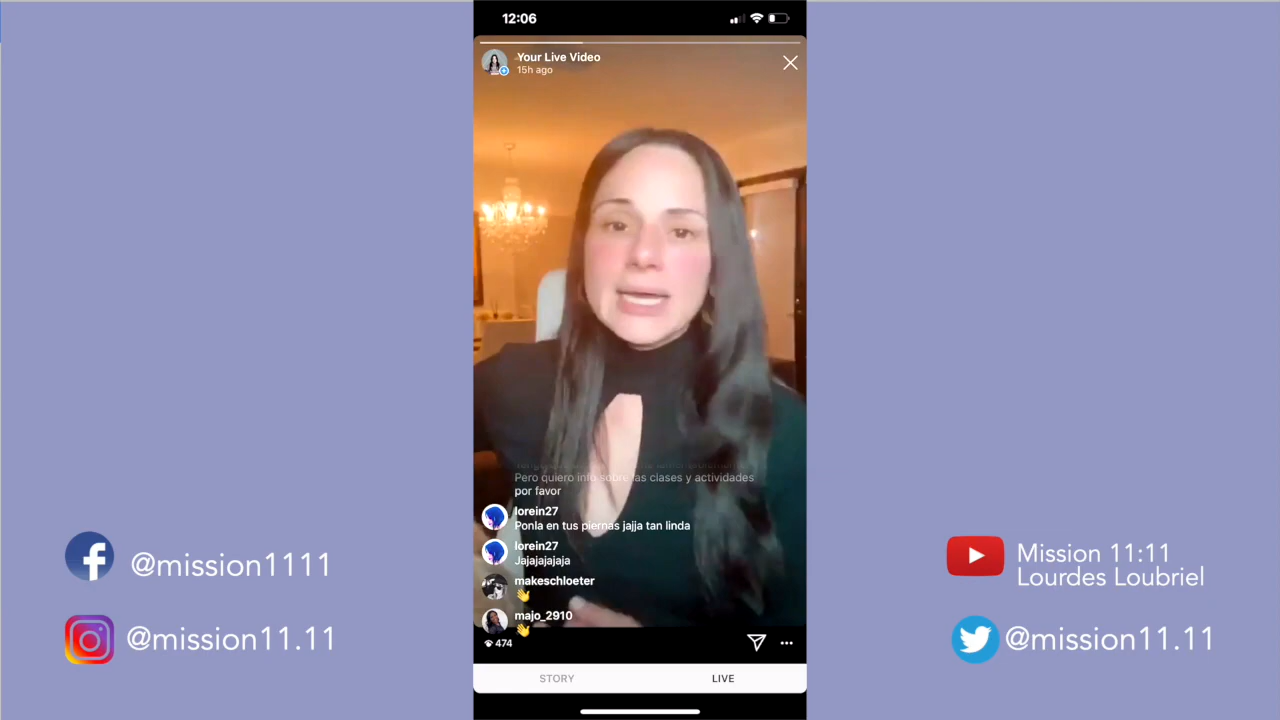 12:06
Your Live Video
15h ago
Pero quiero info sobre las clases y actividades
por favor
lorein27
Ponla en tus piernas jajja tan linda
lorein27
Jajajajajaja
makeschloeter
majo_2910
474
STORY
LIVE
@mission1111
@mission11.11
Mission 11:11
Lourdes Loubriel
@mission11.11